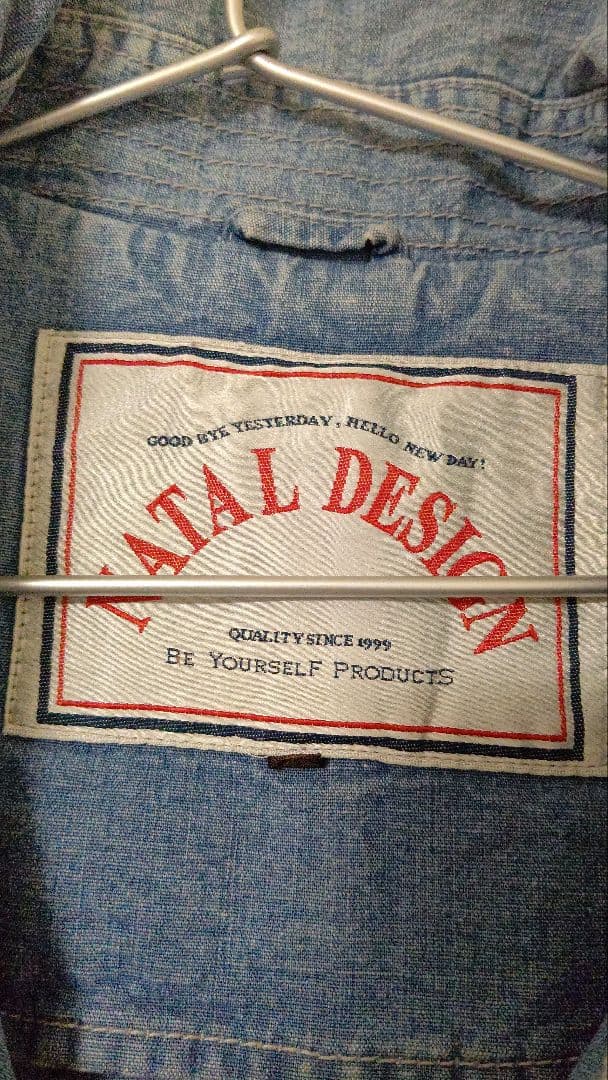 GOOD BYE YESTERDAY, HELLO NEW DAY!
NATAL DESIGN
QUALITY SINCE 1999
BE YOURSELF PRODUCTS